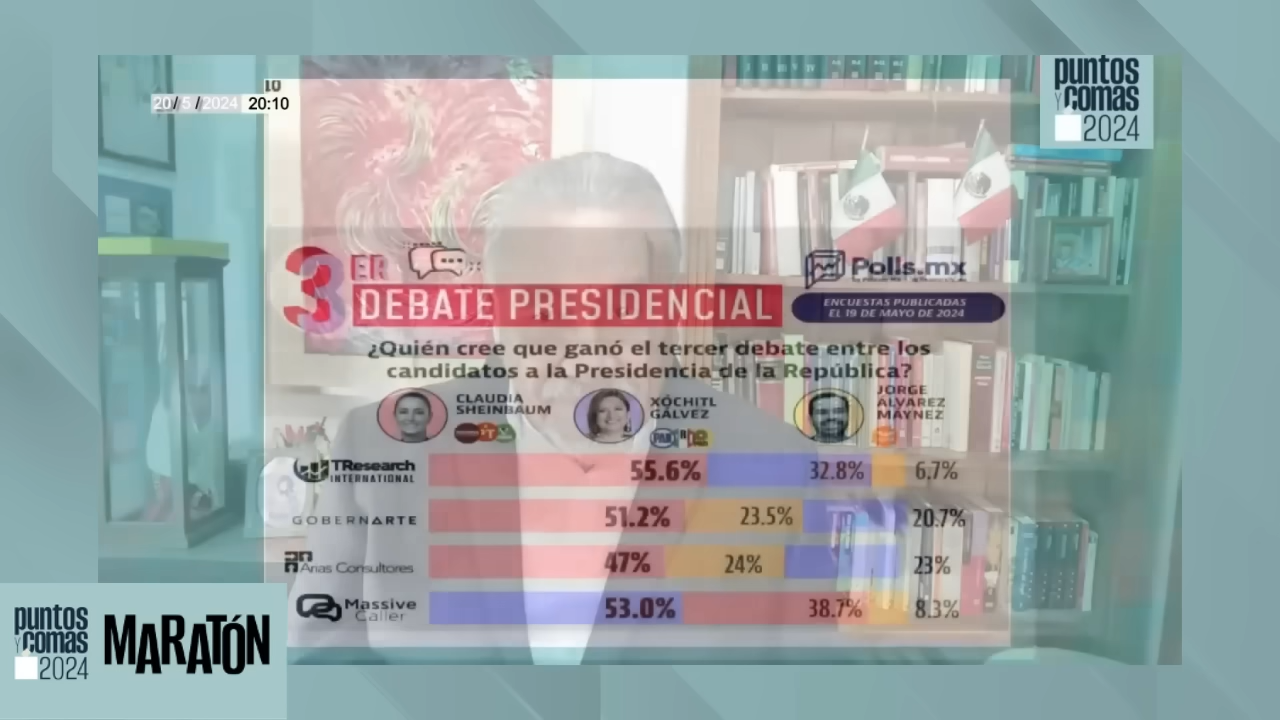 20/5/2024 20:10
puntos
y comas
2024
3ER
DEBATE PRESIDENCIAL
Polls.mx
ENCUESTAS PUBLICADAS
EL 19 DE MAYO DE 2024
¿Quién cree que ganó el tercer debate entre los
candidatos a la Presidencia de la República?
CLAUDIA
SHEINBAUM
XÓCHITL
GÁLVEZ
JORGE
ÁLVAREZ
MÁYNEZ
PT
PAN
TResearch
INTERNATIONAL
55.6% 32.8% 6.7%
GOBERNARTE
51.2% 23.5% 20.7%
Arias Consultores
47% 24% 23%
Massive
Caller
53.0% 38.7% 8.3%
puntos
y comas
2024
MARATÓN